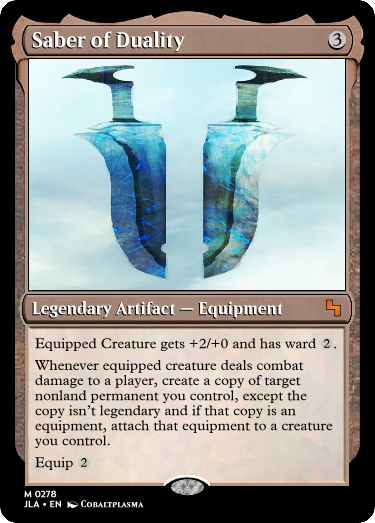 Saber of Duality 3
Legendary Artifact — Equipment
Equipped Creature gets +2/+0 and has ward 2 .
Whenever equipped creature deals combat
damage to a player, create a copy of target
nonland permanent you control, except the
copy isn't legendary and if that copy is an
equipment, attach that equipment to a creature
you control.
Equip 2
M 0278
JLA • EN Cobaltplasma